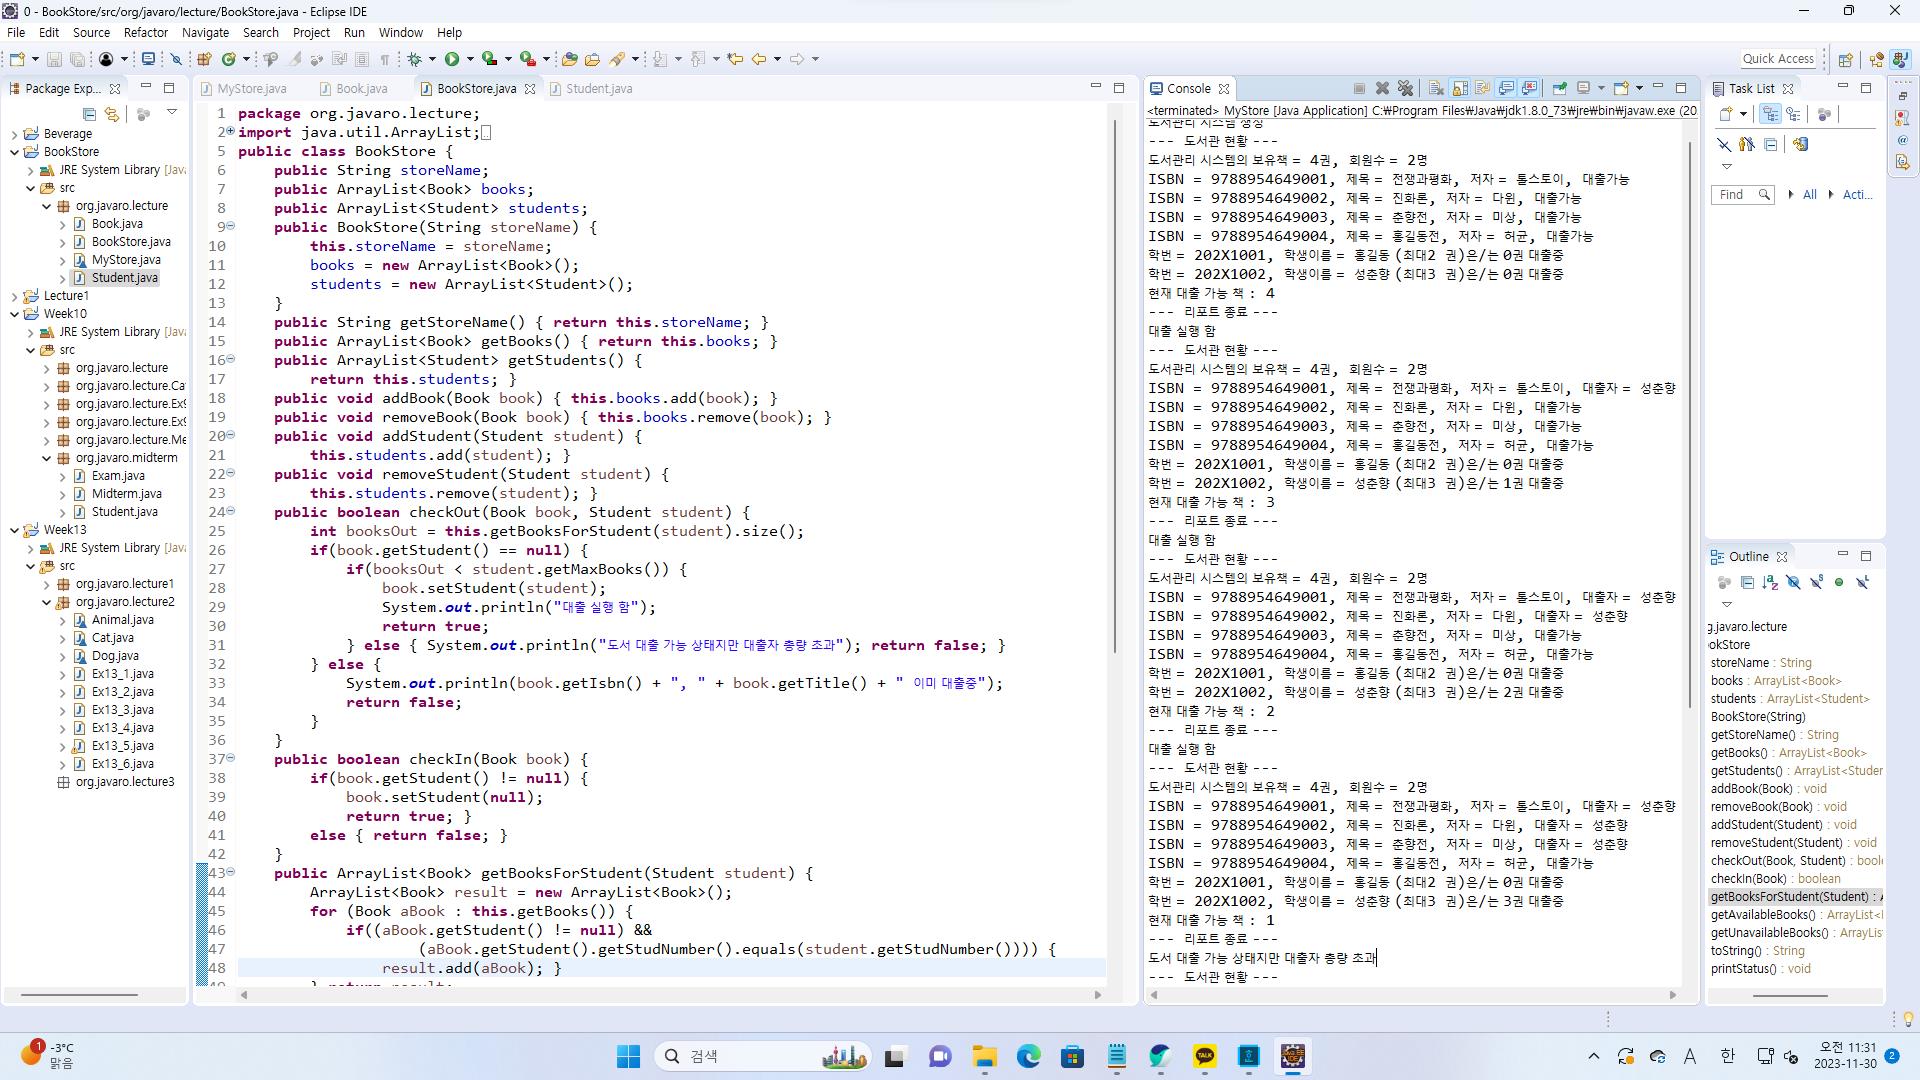 0 - BookStore/src/org/javaro/lecture/BookStore.java - Eclipse IDE
File Edit Source Refactor Navigate Search Project Run Window Help
Quick Access
Package Exp...
Beverage
BookStore
JRE System Library [Java
src
org.javaro.lecture
Book.java
BookStore.java
MyStore.java
Student.java
Lecture1
Week10
JRE System Library [Java
src
org.javaro.lecture
org.javaro.lecture.Ca
org.javaro.lecture.Ex9
org.javaro.lecture.Ex9
org.javaro.lecture.Me
org.javaro.midterm
Exam.java
Midterm.java
Student.java
Week13
JRE System Library [Java
src
org.javaro.lecture1
org.javaro.lecture2
Animal.java
Cat.java
Dog.java
Ex13_1.java
Ex13_2.java
Ex13_3.java
Ex13_4.java
Ex13_5.java
Ex13_6.java
org.javaro.lecture3
MyStore.java Book.java BookStore.java Student.java
1 package org.javaro.lecture;
2 import java.util.ArrayList;
5 public class BookStore {
6 public String storeName;
7 public ArrayList<Book> books;
8 public ArrayList<Student> students;
9 public BookStore(String storeName) {
10 this.storeName = storeName;
11 books = new ArrayList<Book>();
12 students = new ArrayList<Student>();
13 }
14 public String getStoreName() { return this.storeName; }
15 public ArrayList<Book> getBooks() { return this.books; }
16 public ArrayList<Student> getStudents() {
17 return this.students; }
18 public void addBook(Book book) { this.books.add(book); }
19 public void removeBook(Book book) { this.books.remove(book); }
20 public void addStudent(Student student) {
21 this.students.add(student); }
22 public void removeStudent(Student student) {
23 this.students.remove(student); }
24 public boolean checkOut(Book book, Student student) {
25 int booksOut = this.getBooksForStudent(student).size();
26 if(book.getStudent() == null) {
27 if(booksOut < student.getMaxBooks()) {
28 book.setStudent(student);
29 System.out.println("대출 실행 함");
30 return true;
31 } else { System.out.println("도서 대출 가능 상태지만 대출자 총량 초과"); return false; }
32 } else {
33 System.out.println(book.getIsbn() + ", " + book.getTitle() + " 이미 대출중");
34 return false;
35 }
36 }
37 public boolean checkIn(Book book) {
38 if(book.getStudent() != null) {
39 book.setStudent(null);
40 return true; }
41 else { return false; }
42 }
43 public ArrayList<Book> getBooksForStudent(Student student) {
44 ArrayList<Book> result = new ArrayList<Book>();
45 for (Book aBook : this.getBooks()) {
46 if((aBook.getStudent() != null) &&
47 (aBook.getStudent().getStudNumber().equals(student.getStudNumber()))) {
48 result.add(aBook); }
49 } return result;
Console
<terminated> MyStore [Java Application] C:₩Program Files₩Java₩jdk1.8.0_73₩jre₩bin₩javaw.exe (20
도서관리 시스템 생성
--- 도서관 현황 ---
도서관리 시스템의 보유책 = 4권, 회원수 = 2명
ISBN = 9788954649001, 제목 = 전쟁과평화, 저자 = 톨스토이, 대출가능
ISBN = 9788954649002, 제목 = 진화론, 저자 = 다윈, 대출가능
ISBN = 9788954649003, 제목 = 춘향전, 저자 = 미상, 대출가능
ISBN = 9788954649004, 제목 = 홍길동전, 저자 = 허균, 대출가능
학번 = 202X1001, 학생이름 = 홍길동 (최대2 권)은/는 0권 대출중
학번 = 202X1002, 학생이름 = 성춘향 (최대3 권)은/는 0권 대출중
현재 대출 가능 책 : 4
--- 리포트 종료 ---
대출 실행 함
--- 도서관 현황 ---
도서관리 시스템의 보유책 = 4권, 회원수 = 2명
ISBN = 9788954649001, 제목 = 전쟁과평화, 저자 = 톨스토이, 대출자 = 성춘향
ISBN = 9788954649002, 제목 = 진화론, 저자 = 다윈, 대출가능
ISBN = 9788954649003, 제목 = 춘향전, 저자 = 미상, 대출가능
ISBN = 9788954649004, 제목 = 홍길동전, 저자 = 허균, 대출가능
학번 = 202X1001, 학생이름 = 홍길동 (최대2 권)은/는 0권 대출중
학번 = 202X1002, 학생이름 = 성춘향 (최대3 권)은/는 1권 대출중
현재 대출 가능 책 : 3
--- 리포트 종료 ---
대출 실행 함
--- 도서관 현황 ---
도서관리 시스템의 보유책 = 4권, 회원수 = 2명
ISBN = 9788954649001, 제목 = 전쟁과평화, 저자 = 톨스토이, 대출자 = 성춘향
ISBN = 9788954649002, 제목 = 진화론, 저자 = 다윈, 대출자 = 성춘향
ISBN = 9788954649003, 제목 = 춘향전, 저자 = 미상, 대출가능
ISBN = 9788954649004, 제목 = 홍길동전, 저자 = 허균, 대출가능
학번 = 202X1001, 학생이름 = 홍길동 (최대2 권)은/는 0권 대출중
학번 = 202X1002, 학생이름 = 성춘향 (최대3 권)은/는 2권 대출중
현재 대출 가능 책 : 2
--- 리포트 종료 ---
대출 실행 함
--- 도서관 현황 ---
도서관리 시스템의 보유책 = 4권, 회원수 = 2명
ISBN = 9788954649001, 제목 = 전쟁과평화, 저자 = 톨스토이, 대출자 = 성춘향
ISBN = 9788954649002, 제목 = 진화론, 저자 = 다윈, 대출자 = 성춘향
ISBN = 9788954649003, 제목 = 춘향전, 저자 = 미상, 대출자 = 성춘향
ISBN = 9788954649004, 제목 = 홍길동전, 저자 = 허균, 대출가능
학번 = 202X1001, 학생이름 = 홍길동 (최대2 권)은/는 0권 대출중
학번 = 202X1002, 학생이름 = 성춘향 (최대3 권)은/는 3권 대출중
현재 대출 가능 책 : 1
--- 리포트 종료 ---
도서 대출 가능 상태지만 대출자 총량 초과
--- 도서관 현황 ---
Task List
Find All Acti...
Outline
g.javaro.lecture
okStore
storeName : String
books : ArrayList<Book>
students : ArrayList<Student>
BookStore(String)
getStoreName() : String
getBooks() : ArrayList<Book>
getStudents() : ArrayList<Studer
addBook(Book) : void
removeBook(Book) : void
addStudent(Student) : void
removeStudent(Student) : void
checkOut(Book, Student) : boole
checkIn(Book) : boolean
getBooksForStudent(Student) : A
getAvailableBooks() : ArrayList<I
getUnavailableBooks() : ArrayLis
toString() : String
printStatus() : void
1
-3°C
맑음
검색
TALK
JAVA EE
IDE
A
한
오전 11:31
2023-11-30
2